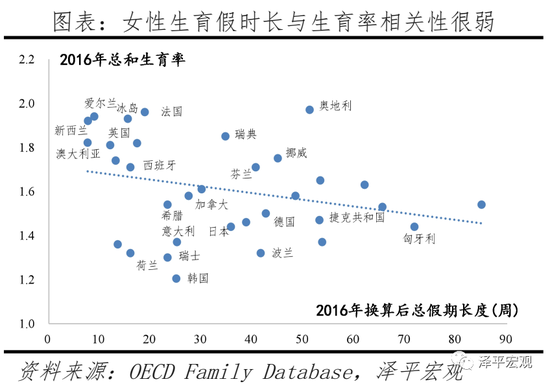 图表：女性生育假时长与生育率相关性很弱
2016年总和生育率
2.2
2.0
1.8
1.6
1.4
1.2
1.0
爱尔兰
冰岛
法国
奥地利
新西兰
英国
澳大利亚
西班牙
瑞典
挪威
芬兰
希腊
加拿大
意大利
日本
德国
捷克共和国
匈牙利
荷兰
瑞士
波兰
韩国
2016年换算后总假期长度(周)
0 10 20 30 40 50 60 70 80 90
资料来源：OECD Family Database，泽平宏观
泽平宏观